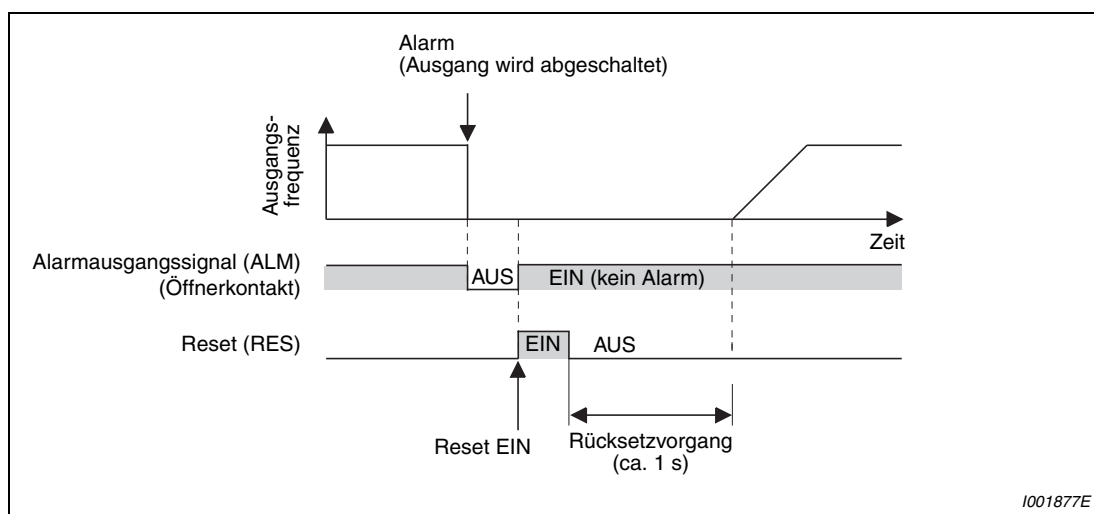 Alarm
(Ausgang wird abgeschaltet)
Ausgangs-
frequenz
Zeit
Alarmausgangssignal (ALM)
(Öffnerkontakt)
AUS
EIN (kein Alarm)
Reset (RES)
EIN
AUS
Reset EIN
Rücksetzvorgang
(ca. 1 s)
I001877E